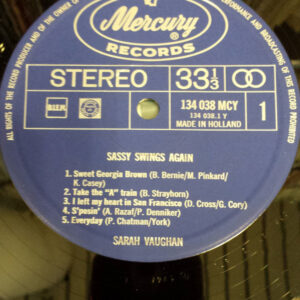 ALL RIGHTS OF THE RECORD PRODUCER AND OF THE OWNER OF
PERFORMANCE AND BROADCASTING OF THIS RECORD
Mercury
®
RECORDS
STEREO
33 1/3
B.I.E.M.
134 038 MCY
134 038.1 Y
MADE IN HOLLAND
1
SASSY SWINGS AGAIN
1. Sweet Georgia Brown (B. Bernie/M. Pinkard/
K. Casey)
2. Take the "A" train (B. Strayhorn)
3. I left my heart in San Francisco (D. Cross/G. Cory)
4. S'posin' (A. Razaf/P. Denniker)
5. Everyday (P. Chatman/York)
SARAH VAUGHAN